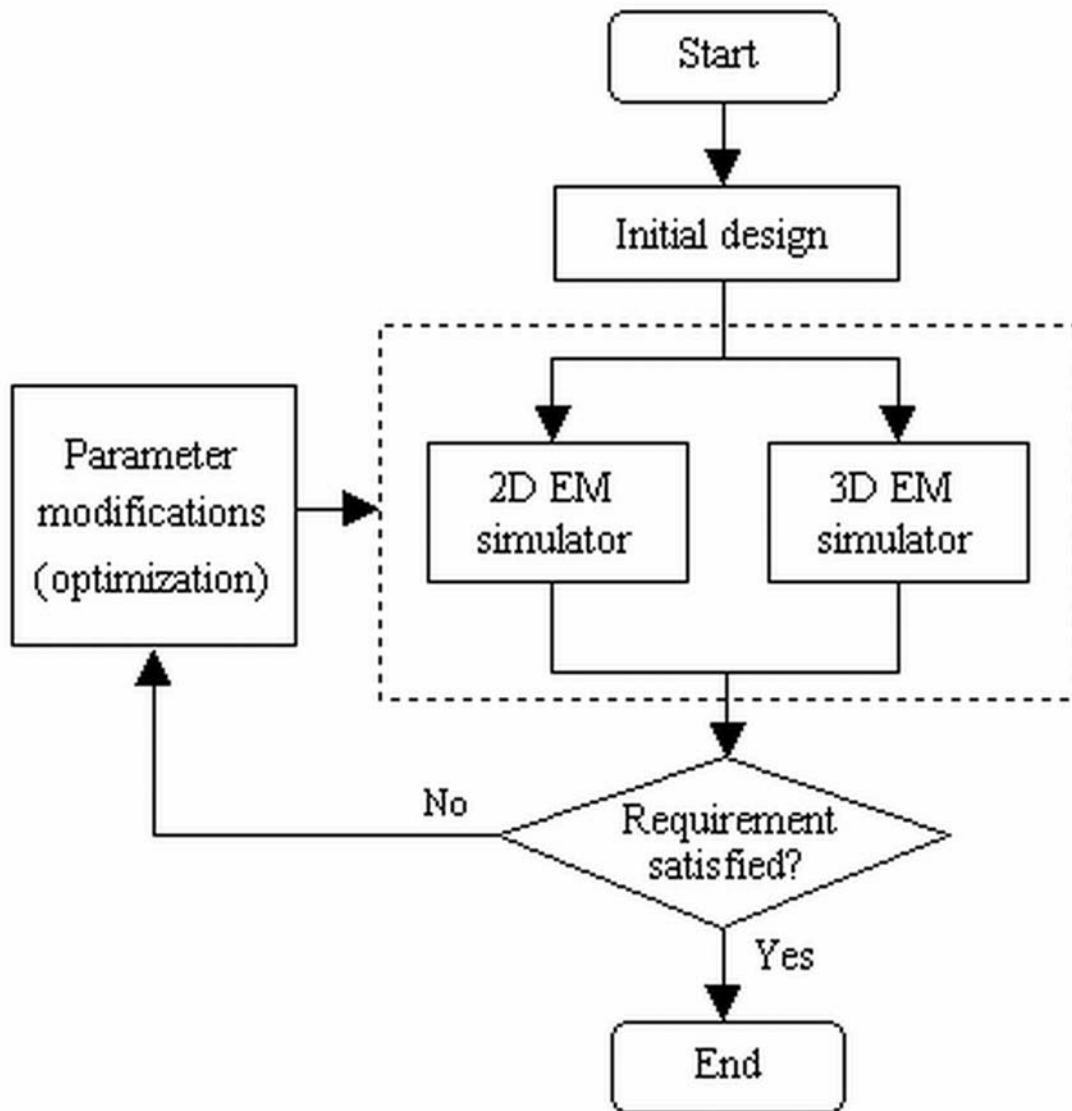 Start
Initial design
Parameter
modifications
(optimization)
2D EM
simulator
3D EM
simulator
No
Requirement
satisfied?
Yes
End